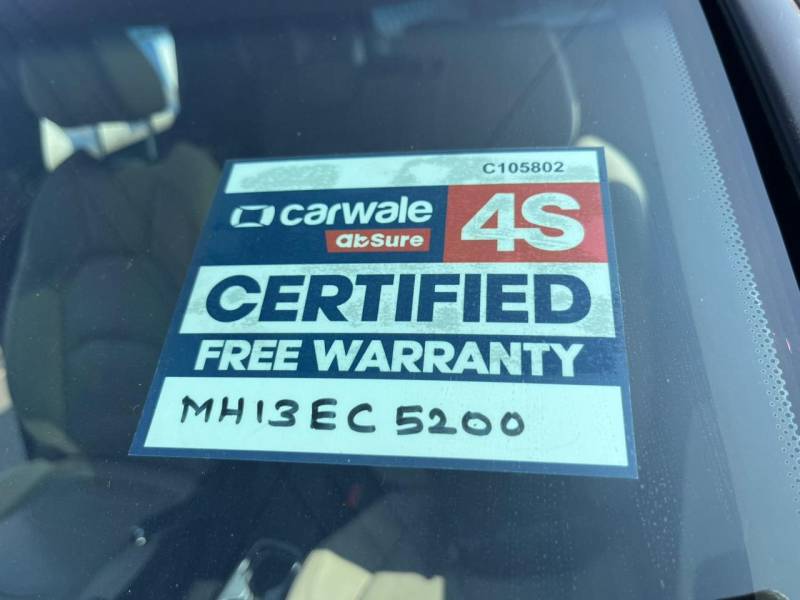 C105802
carwale
abSure
4S
CERTIFIED
FREE WARRANTY
MH13EC5200